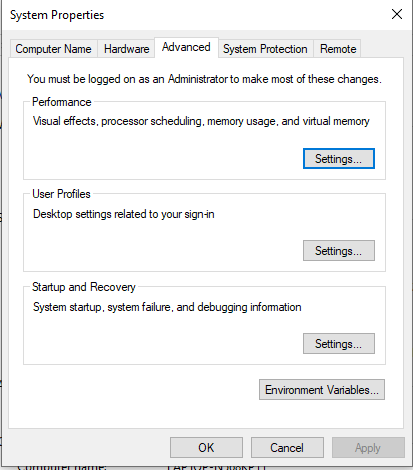 System Properties
Computer Name Hardware Advanced System Protection Remote
You must be logged on as an Administrator to make most of these changes.
Performance
Visual effects, processor scheduling, memory usage, and virtual memory
Settings...
User Profiles
Desktop settings related to your sign-in
Settings...
Startup and Recovery
System startup, system failure, and debugging information
Settings...
Environment Variables...
OK Cancel Apply
Computer name: